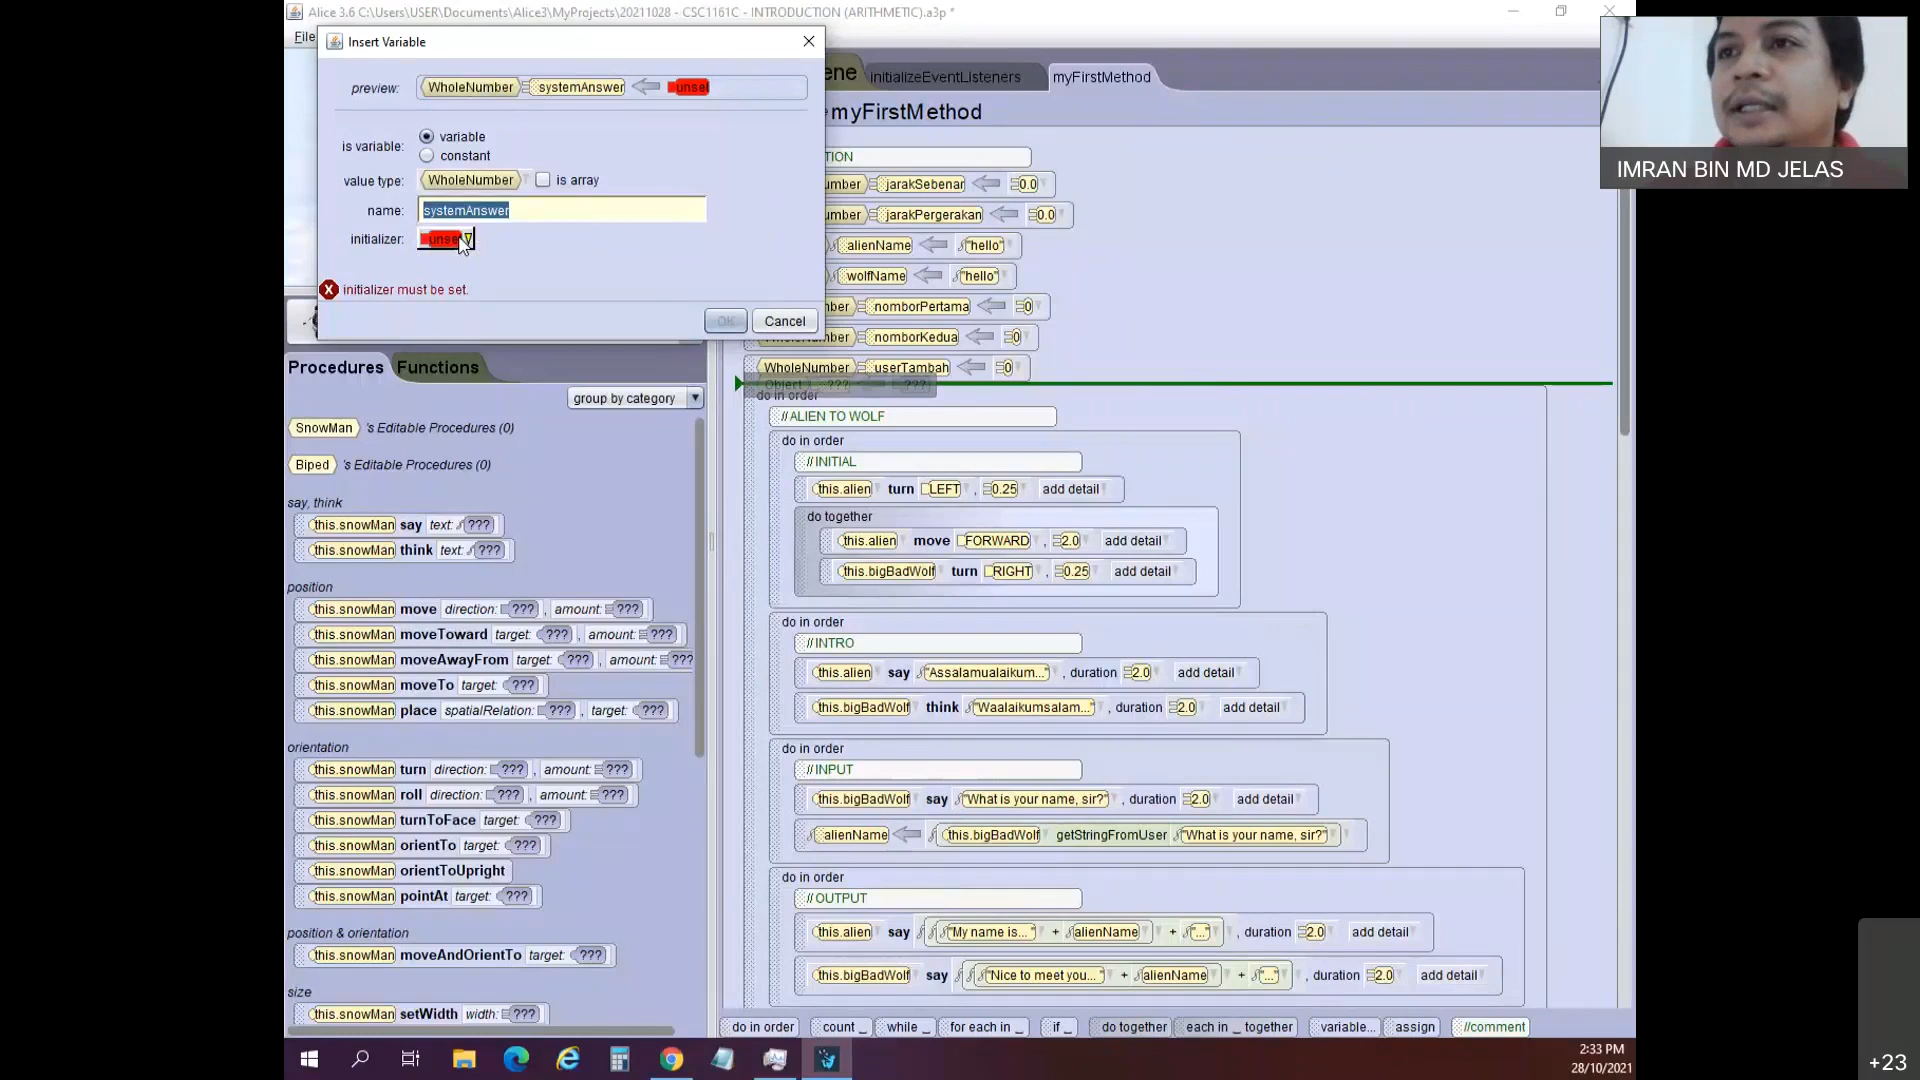 Alice 3.6 C:\Users\USER\Documents\Alice3\MyProjects\20211028 - CSC1161C - INTRODUCTION (ARITHMETIC).a3p *
File
Insert Variable
preview: WholeNumber systemAnswer unset
is variable: variable
constant
value type: WholeNumber is array
name: systemAnswer
initializer:
initializer must be set.
OK Cancel
ene initializeEventListeners myFirstMethod
myFirstMethod
TION
umber jarakSebenar 0.0
umber jarakPergerakan 0.0
alienName "hello"
wolfName "hello"
mber nomborPertama 0
WholeNumber nomborKedua 0
WholeNumber userTambah 0
Object ??? ???
do in order
//ALIEN TO WOLF
do in order
//INITIAL
this.alien turn LEFT , 0.25 add detail
do together
this.alien move FORWARD , 2.0 add detail
this.bigBadWolf turn RIGHT , 0.25 add detail
do in order
//INTRO
this.alien say "Assalamualaikum..." , duration 2.0 add detail
this.bigBadWolf think "Waalaikumsalam..." , duration 2.0 add detail
do in order
//INPUT
this.bigBadWolf say "What is your name, sir?" , duration 2.0 add detail
alienName this.bigBadWolf getStringFromUser "What is your name, sir?"
do in order
//OUTPUT
this.alien say "My name is..." + alienName + "..." , duration 2.0 add detail
this.bigBadWolf say "Nice to meet you..." + alienName + "..." , duration 2.0 add detail
do in order count _ while _ for each in _ if _ do together each in _ together variable... assign //comment
Procedures Functions
group by category
SnowMan 's Editable Procedures (0)
Biped 's Editable Procedures (0)
say, think
this.snowMan say text: ???
this.snowMan think text: ???
position
this.snowMan move direction: ??? , amount: ???
this.snowMan moveToward target: ??? , amount: ???
this.snowMan moveAwayFrom target: ??? , amount: ???
this.snowMan moveTo target: ???
this.snowMan place spatialRelation: ??? , target: ???
orientation
this.snowMan turn direction: ??? , amount: ???
this.snowMan roll direction: ??? , amount: ???
this.snowMan turnToFace target: ???
this.snowMan orientTo target: ???
this.snowMan orientToUpright
this.snowMan pointAt target: ???
position & orientation
this.snowMan moveAndOrientTo target: ???
size
this.snowMan setWidth width: ???
IMRAN BIN MD JELAS
2:33 PM
28/10/2021
+23